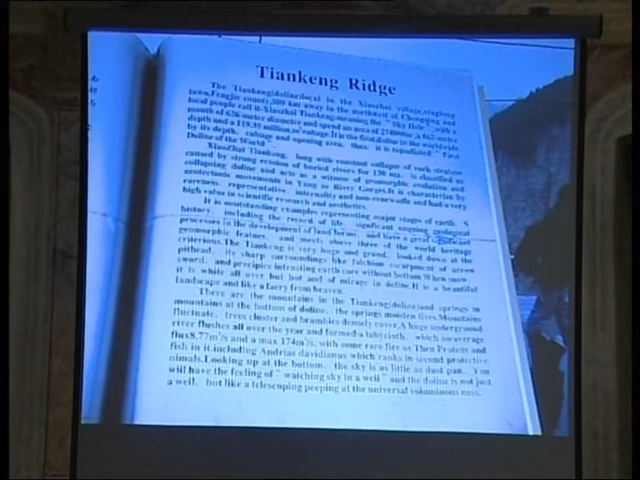 Tiankeng Ridge
The Tiankeng(doline)local in the Xiaozhai village,xinglong
town,Fengjie county,500 km away in the northwest of Chongqing and
local people call it-Xiaozhai Tiankeng-meaning the "Sky Hole" with a
mouth of 626-meter diameter and spend an area of 274000m ,a 662-meter
depth and a 119.35 million m³ cubage.It is the first doline in the worldwide
by its depth, cubage and opening area, thus, it is reputed as " First
Doline of the World".
XiaoZhai Tiankeng, long with constant collapse of rock stratum
caused by strong erosion of buried rivers for 130 ma, is classified as
collapsing doline and acts as a witness of geomorphic evolution and
neotectonic movements in Yang tse River Gorges.It is characterize by
rareness, representative, internality and non-renewable and had a very
high value in scientific research and aesthetics.
It is noutstanding examples representing major stages of earth, S
history, including the record of life, significant ongoing geological
processes in the development of land forms, and have a great significant
geomorphic featues, and meets above three of the world heritage
criterions.The Tiankeng is very huge and grand, looked down at the
pithead, its sharp surroundings like falchion escarpment of arrow
sword, and precipice intrusting earth core without bottom.When snow
it is white all over but hot and of mirage in doline.It is a beautiful
landscape and like a faery from heaven.
There are the mountains in the Tiankeng(doline)and springs in
mountains at the bottom of doline, the springs moisten fives.Mountains
fluctuate, trees cluster and brambles densely cover.A huge underground
river flushes all over the year and formed a labyrinth, which on average
flux8.77m³/s and a max 174m³/s, with some rare fire as Then Proteus and
fish in it including Andrias davidianus which ranks in second protective
nimals.Looking up at the bottom, the sky is as little as dust pan, You
will have the feeling of " watching sky in a well " and the doline is not just
a well, but like a telescoping peeping at the universal voluminous ness.